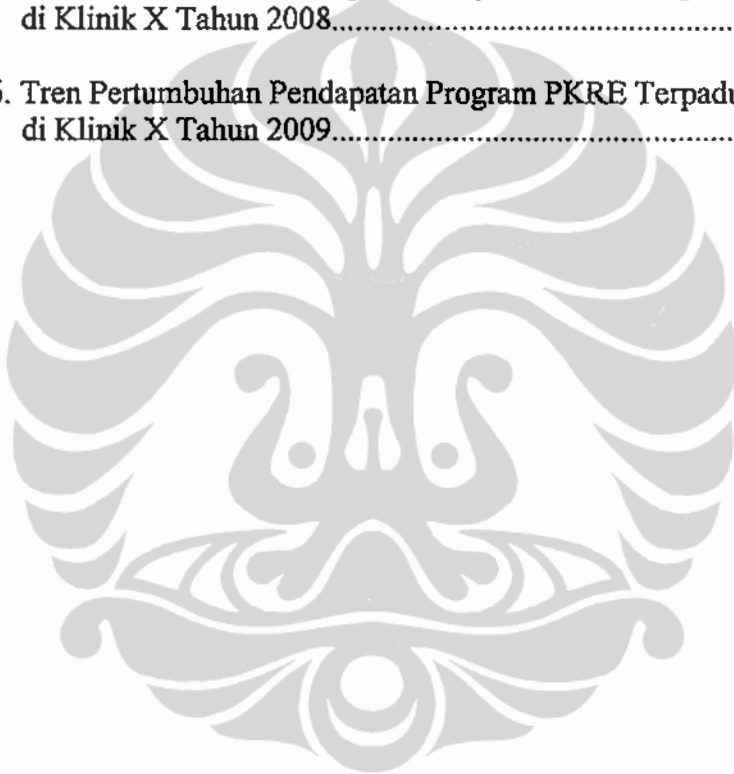 di Klinik X Tahun 2008
. Tren Pertumbuhan Pendapatan Program PKRE Terpadu
di Klinik X Tahun 2009